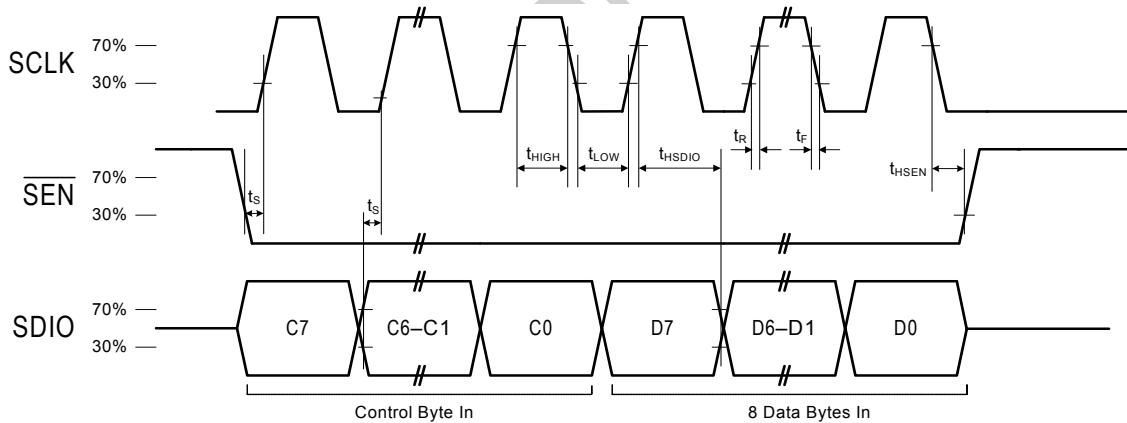 SCLK
70%
30%
tR
tF
tHIGH
tLOW
tHSDIO
tHSEN
SEN
70%
30%
tS
tS
SDIO
70%
30%
C7
C6–C1
C0
D7
D6–D1
D0
Control Byte In
8 Data Bytes In